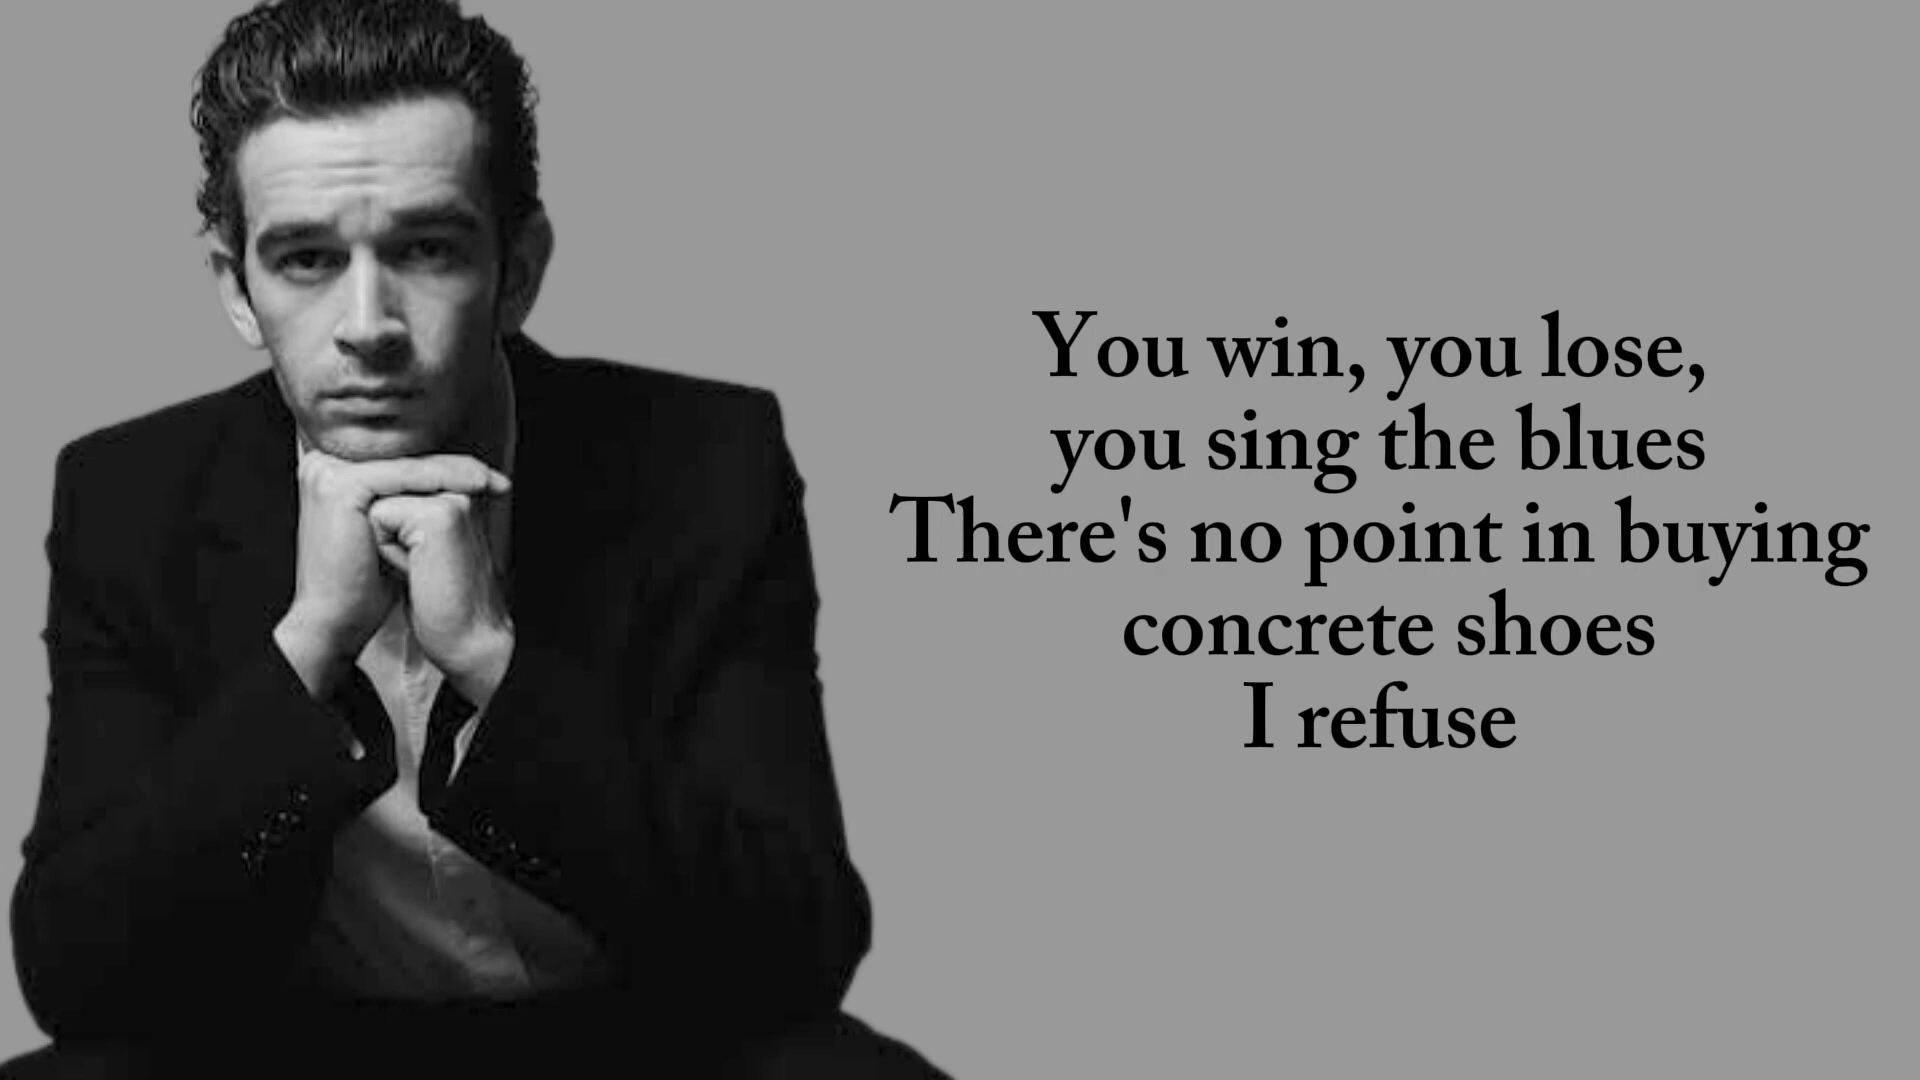 You win, you lose,
you sing the blues
There's no point in buying
concrete shoes
I refuse